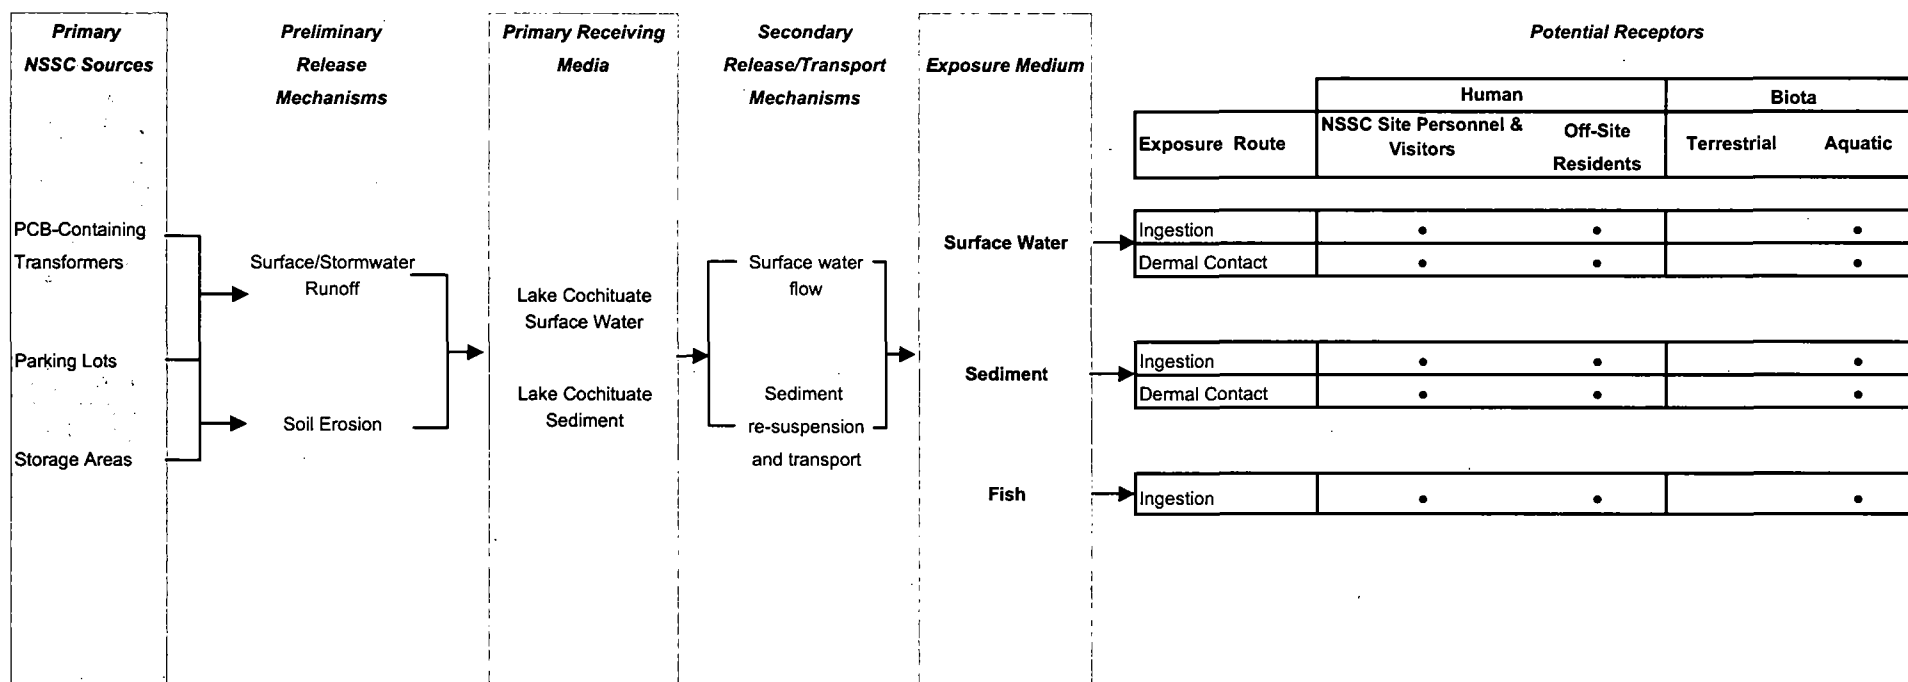 Primary
NSSC Sources
Preliminary
Release
Mechanisms
Primary Receiving
Media
Secondary
Release/Transport
Mechanisms
Exposure Medium
Potential Receptors
Human
Biota
Exposure Route
NSSC Site Personnel &
Visitors
Off-Site
Residents
Terrestrial
Aquatic
PCB-Containing
Transformers
Parking Lots
Storage Areas
Surface/Stormwater
Runoff
Soil Erosion
Lake Cochituate
Surface Water
Lake Cochituate
Sediment
Surface water
flow
Sediment
re-suspension
and transport
Surface Water
Ingestion • • •
Dermal Contact • • •
Sediment
Ingestion • • •
Dermal Contact • • •
Fish
Ingestion • • •